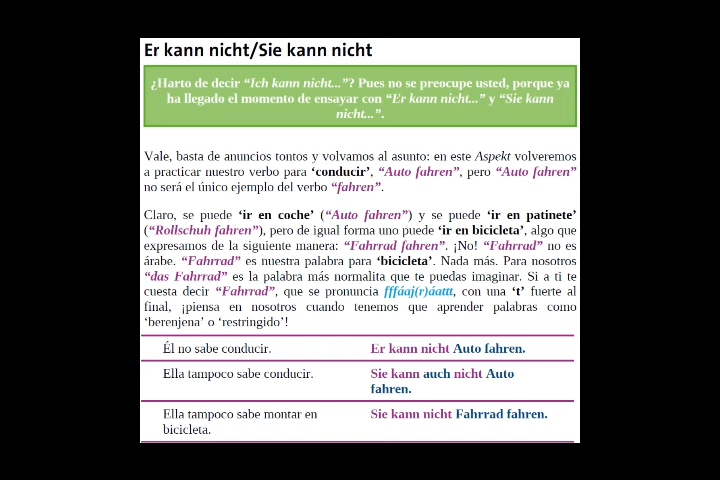 Er kann nicht/Sie kann nicht
¿Harto de decir “Ich kann nicht...”? Pues no se preocupe usted, porque ya
ha llegado el momento de ensayar con “Er kann nicht...” y “Sie kann
nicht...”.
Vale, basta de anuncios tontos y volvamos al asunto: en este Aspekt volveremos
a practicar nuestro verbo para ‘conducir’, “Auto fahren”, pero “Auto fahren”
no será el único ejemplo del verbo “fahren”.
Claro, se puede ‘ir en coche’ (“Auto fahren”) y se puede ‘ir en patinete’
(“Rollschuh fahren”), pero de igual forma uno puede ‘ir en bicicleta’, algo que
expresamos de la siguiente manera: “Fahrrad fahren”. ¡No! “Fahrrad” no es
árabe. “Fahrrad” es nuestra palabra para ‘bicicleta’. Nada más. Para nosotros
“das Fahrrad” es la palabra más normalita que te puedas imaginar. Si a ti te
cuesta decir “Fahrrad”, que se pronuncia fffáaj(r)áattt, con una ‘t’ fuerte al
final, ¡piensa en nosotros cuando tenemos que aprender palabras como
‘berenjena’ o ‘restringido’!
Él no sabe conducir. Er kann nicht Auto fahren.
Ella tampoco sabe conducir. Sie kann auch nicht Auto
fahren.
Ella tampoco sabe montar en Sie kann nicht Fahrrad fahren.
bicicleta.